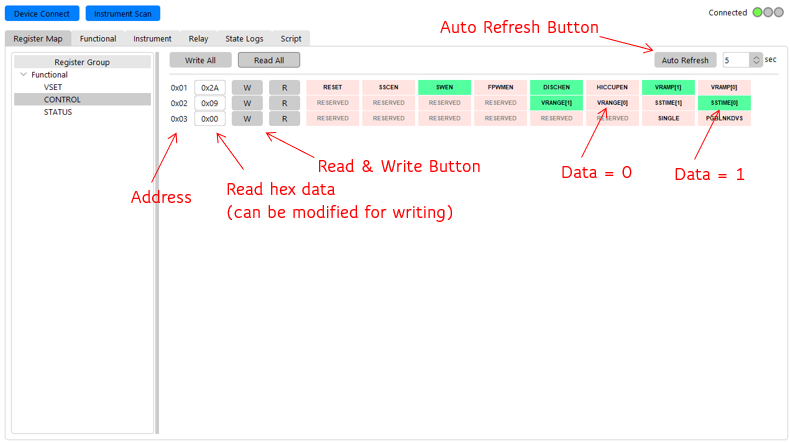 Device Connect Instrument Scan Connected
Auto Refresh Button
Register Map Functional Instrument Relay State Logs Script
Register Group
Write All Read All Auto Refresh 5 sec
Functional
VSET
CONTROL
STATUS
0x01 0x2A W R RESET SSCEN SWEN FPWMEN DISCHEN HICCUPEN VRAMP[1] VRAMP[0]
0x02 0x09 W R RESERVED RESERVED RESERVED RESERVED VRANGE[1] VRANGE[0] SSTIME[1] SSTIME[0]
0x03 0x00 W R RESERVED RESERVED RESERVED RESERVED RESERVED RESERVED SINGLE PGBLNKDVS
Read & Write Button
Data = 0
Data = 1
Address
Read hex data
(can be modified for writing)